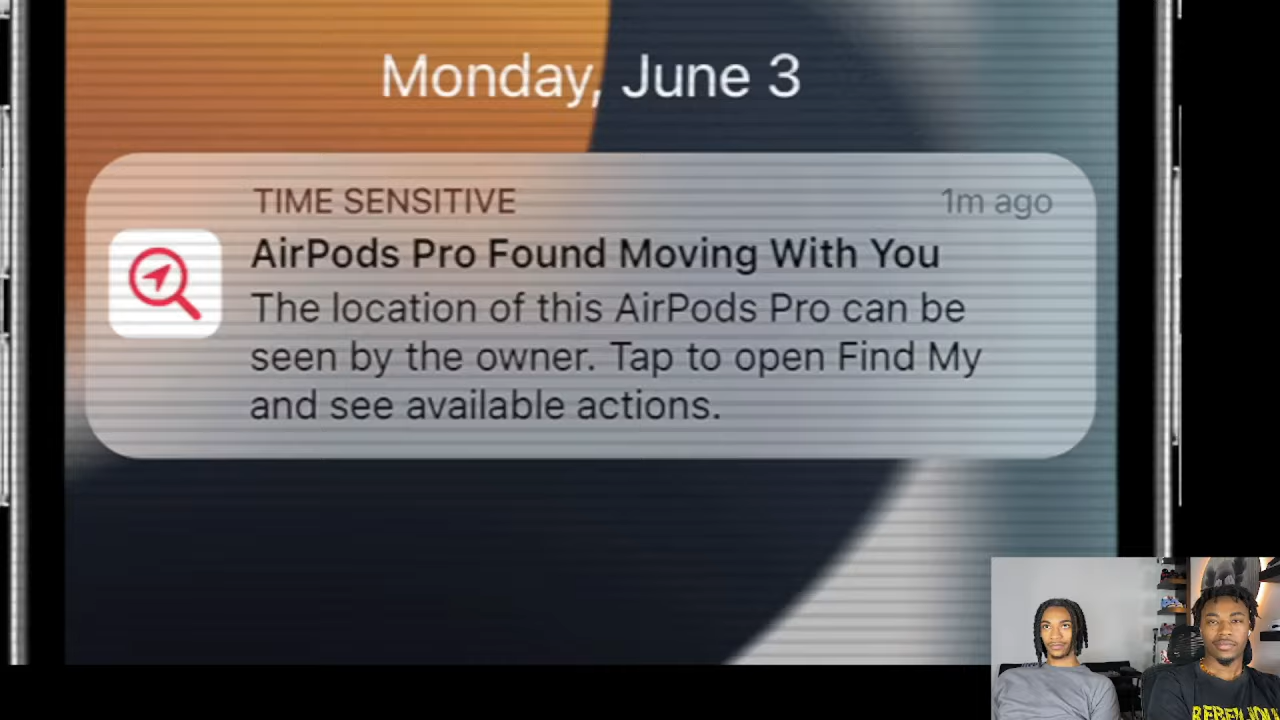 Monday, June 3
TIME SENSITIVE
1m ago
AirPods Pro Found Moving With You
The location of this AirPods Pro can be
seen by the owner. Tap to open Find My
and see available actions.